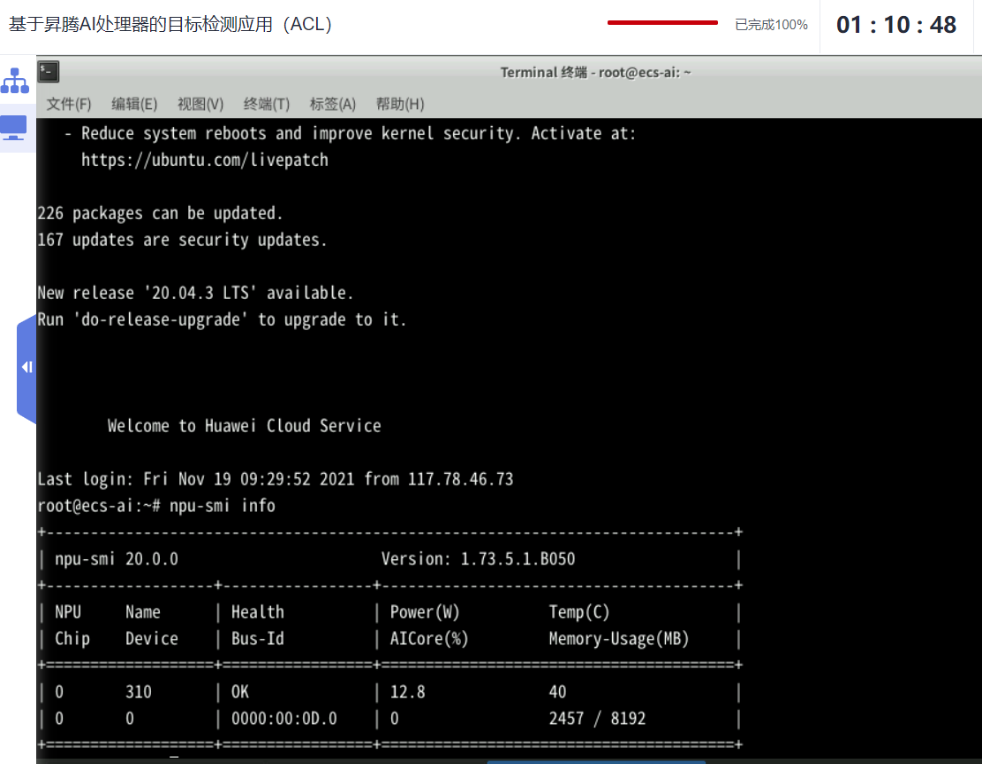 基于昇腾AI处理器的目标检测应用（ACL）
已完成100%
01 : 10 : 48
Terminal 终端 - root@ecs-ai: ~
文件(F) 编辑(E) 视图(V) 终端(T) 标签(A) 帮助(H)
- Reduce system reboots and improve kernel security. Activate at:
https://ubuntu.com/livepatch
226 packages can be updated.
167 updates are security updates.
New release '20.04.3 LTS' available.
Run 'do-release-upgrade' to upgrade to it.
Welcome to Huawei Cloud Service
Last login: Fri Nov 19 09:29:52 2021 from 117.78.46.73
root@ecs-ai:~# npu-smi info
+------------------------------------------------------------------------------+
| npu-smi 20.0.0                       Version: 1.73.5.1.B050                  |
+-------------------+-----------------+----------------------------------------+
| NPU     Name      | Health          | Power(W)          Temp(C)              |
| Chip    Device    | Bus-Id          | AICore(%)         Memory-Usage(MB)     |
+===================+=================+========================================+
| 0       310       | OK              | 12.8              40                   |
| 0       0         | 0000:00:0D.0    | 0                 2457 / 8192          |
+===================+=================+========================================+